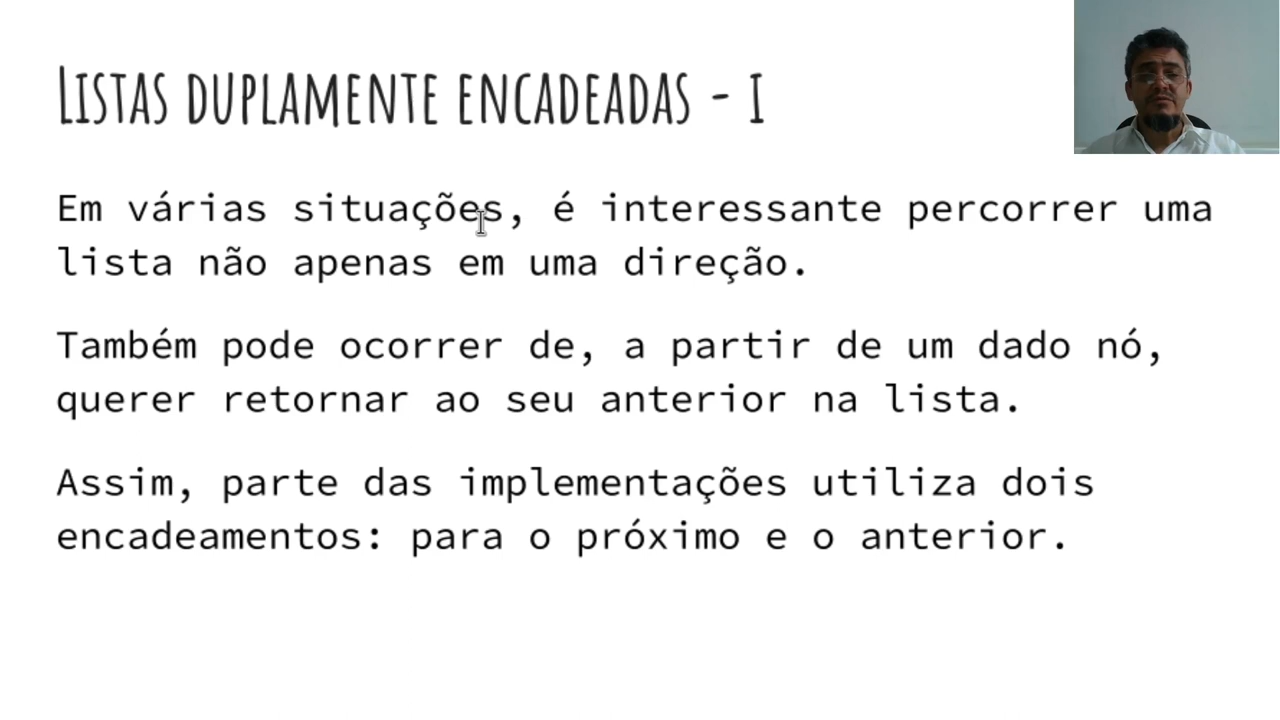 Listas duplamente encadeadas - I
Em várias situações, é interessante percorrer uma
lista não apenas em uma direção.
Também pode ocorrer de, a partir de um dado nó,
querer retornar ao seu anterior na lista.
Assim, parte das implementações utiliza dois
encadeamentos: para o próximo e o anterior.